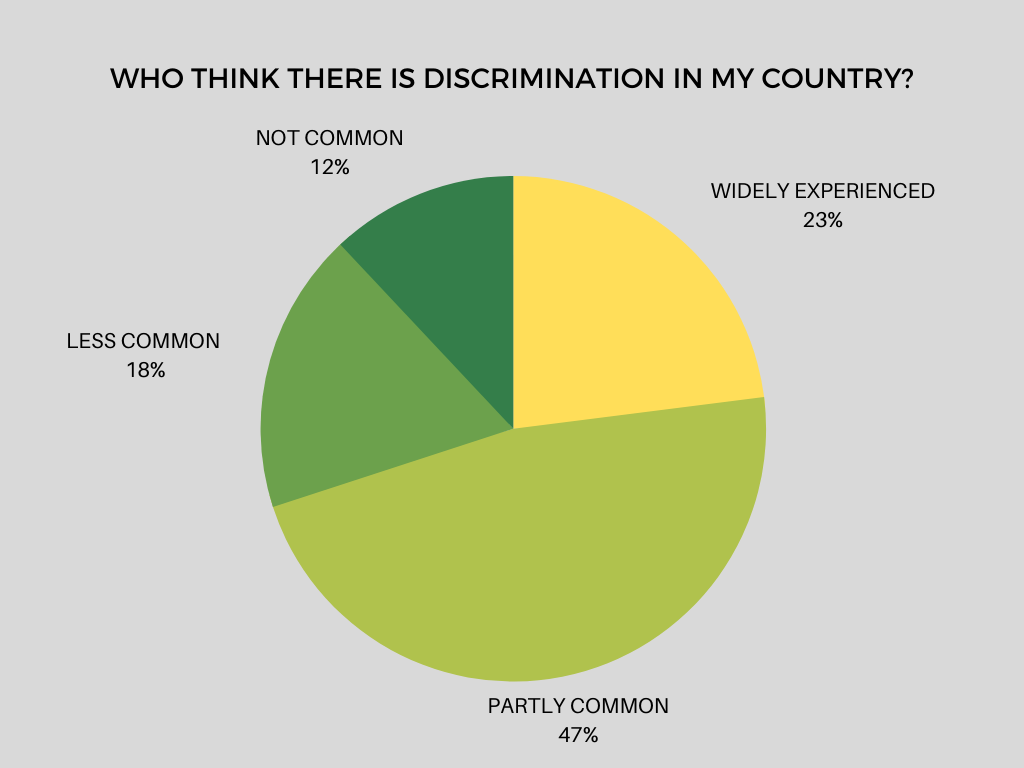 WHO THINK THERE IS DISCRIMINATION IN MY COUNTRY?
NOT COMMON
12%
WIDELY EXPERIENCED
23%
LESS COMMON
18%
PARTLY COMMON
47%